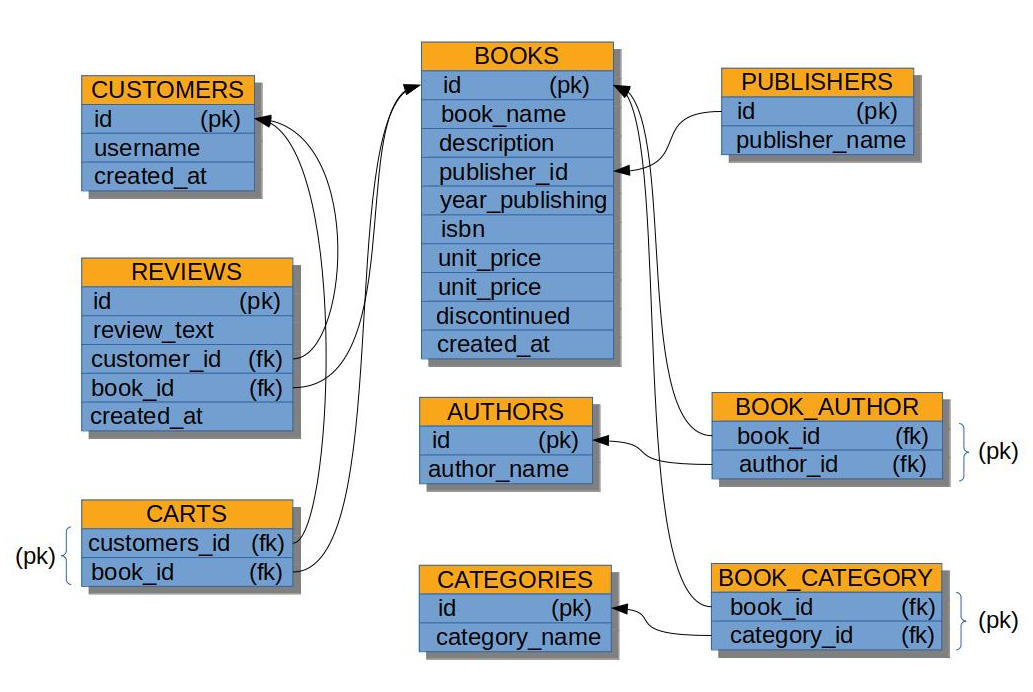 CUSTOMERS
id (pk)
username
created_at
REVIEWS
id (pk)
review_text
customer_id (fk)
book_id (fk)
created_at
CARTS
customers_id (fk)
book_id (fk)
(pk)
BOOKS
id (pk)
book_name
description
publisher_id
year_publishing
isbn
unit_price
unit_price
discontinued
created_at
AUTHORS
id (pk)
author_name
CATEGORIES
id (pk)
category_name
PUBLISHERS
id (pk)
publisher_name
BOOK_AUTHOR
book_id (fk)
author_id (fk)
(pk)
BOOK_CATEGORY
book_id (fk)
category_id (fk)
(pk)